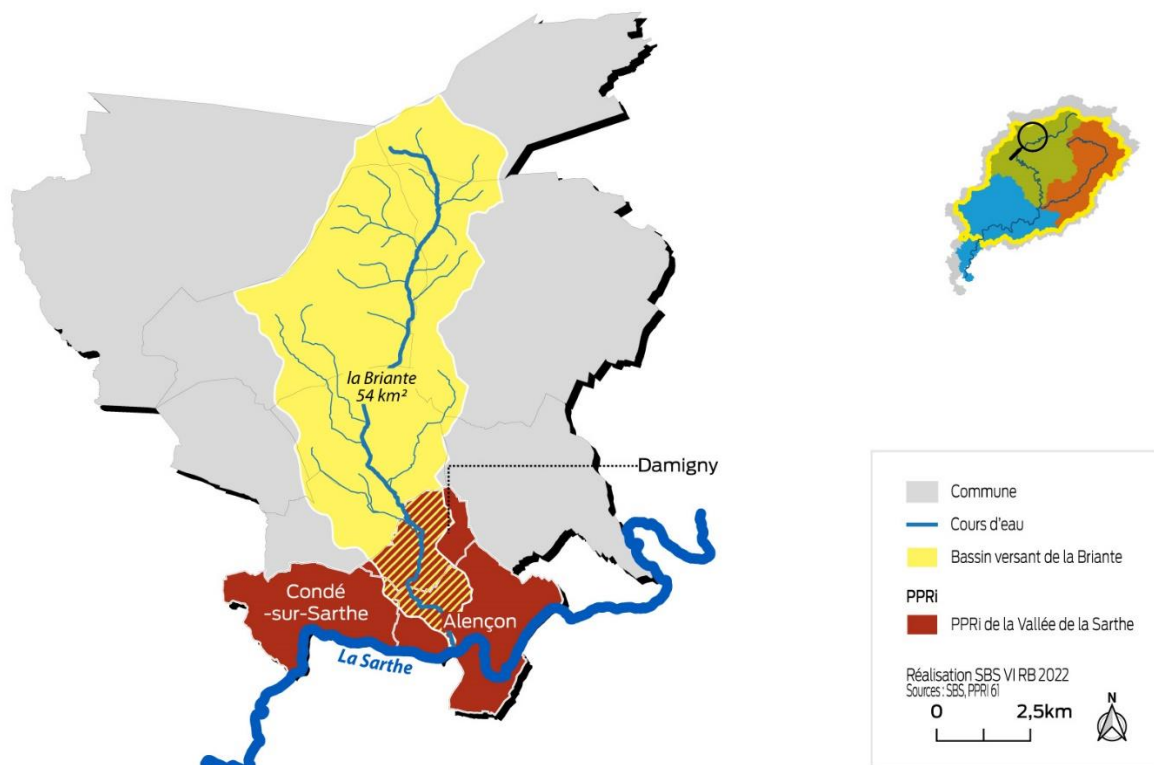 la Briante
54 km²
Damigny
Condé
-sur-Sarthe
Alençon
La Sarthe
Commune
Cours d'eau
Bassin versant de la Briante
PPRi
PPRi de la Vallée de la Sarthe
Réalisation SBS VI RB 2022
Sources : SBS, PPRI 61
0 2,5km
N